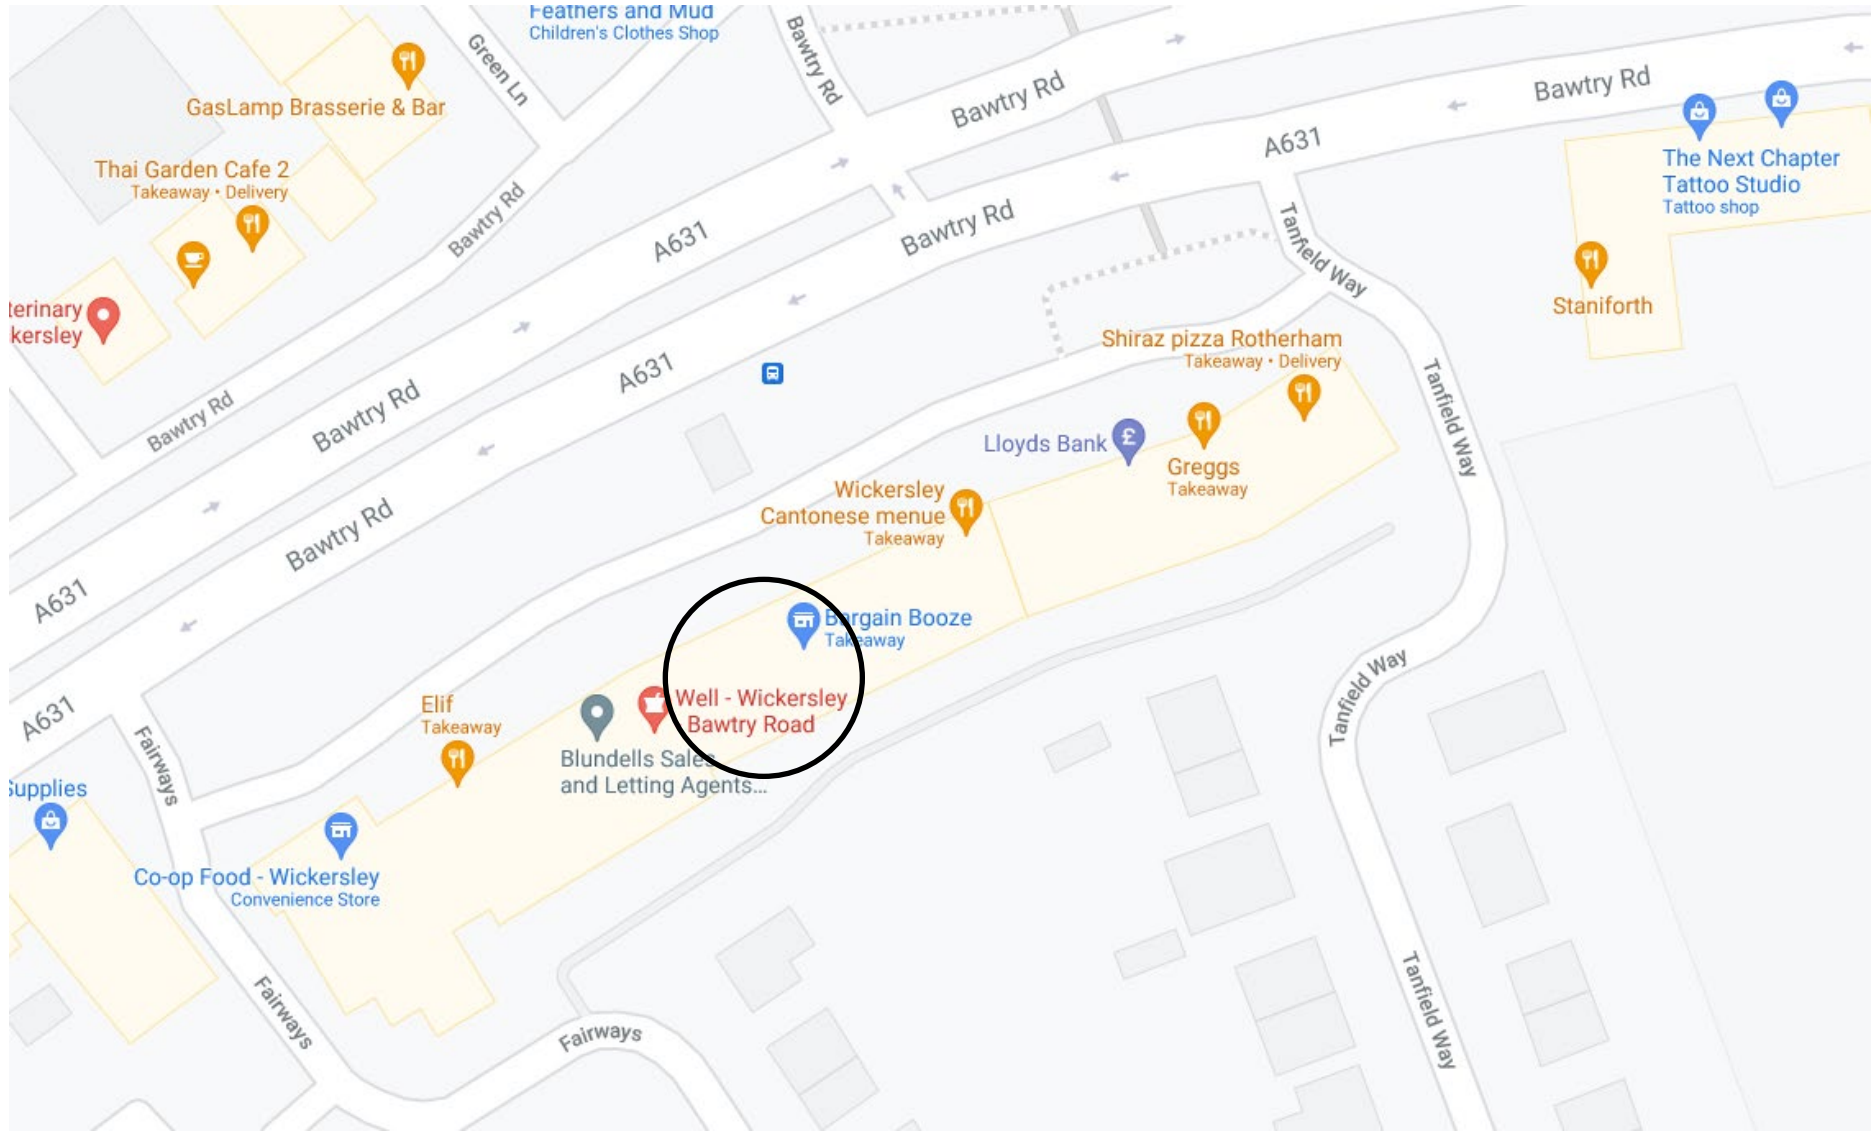 Feathers and Mud
Children's Clothes Shop
Green Ln
Bawtry Rd
GasLamp Brasserie & Bar
Bawtry Rd
Bawtry Rd
A631
The Next Chapter
Tattoo Studio
Tattoo shop
Thai Garden Cafe 2
Takeaway • Delivery
Bawtry Rd
A631
Bawtry Rd
Tanfield Way
terinary
kersley
Staniforth
Shiraz pizza Rotherham
Takeaway • Delivery
A631
Bawtry Rd
Bawtry Rd
Tanfield Way
Lloyds Bank
£
Greggs
Takeaway
Wickersley
Cantonese menue
Takeaway
Bawtry Rd
A631
Bargain Booze
Takeaway
Tanfield Way
Well - Wickersley
Bawtry Road
A631
Elif
Takeaway
Fairways
Blundells Sales
and Letting Agents...
Supplies
Co-op Food - Wickersley
Convenience Store
Fairways
Fairways
Tanfield Way